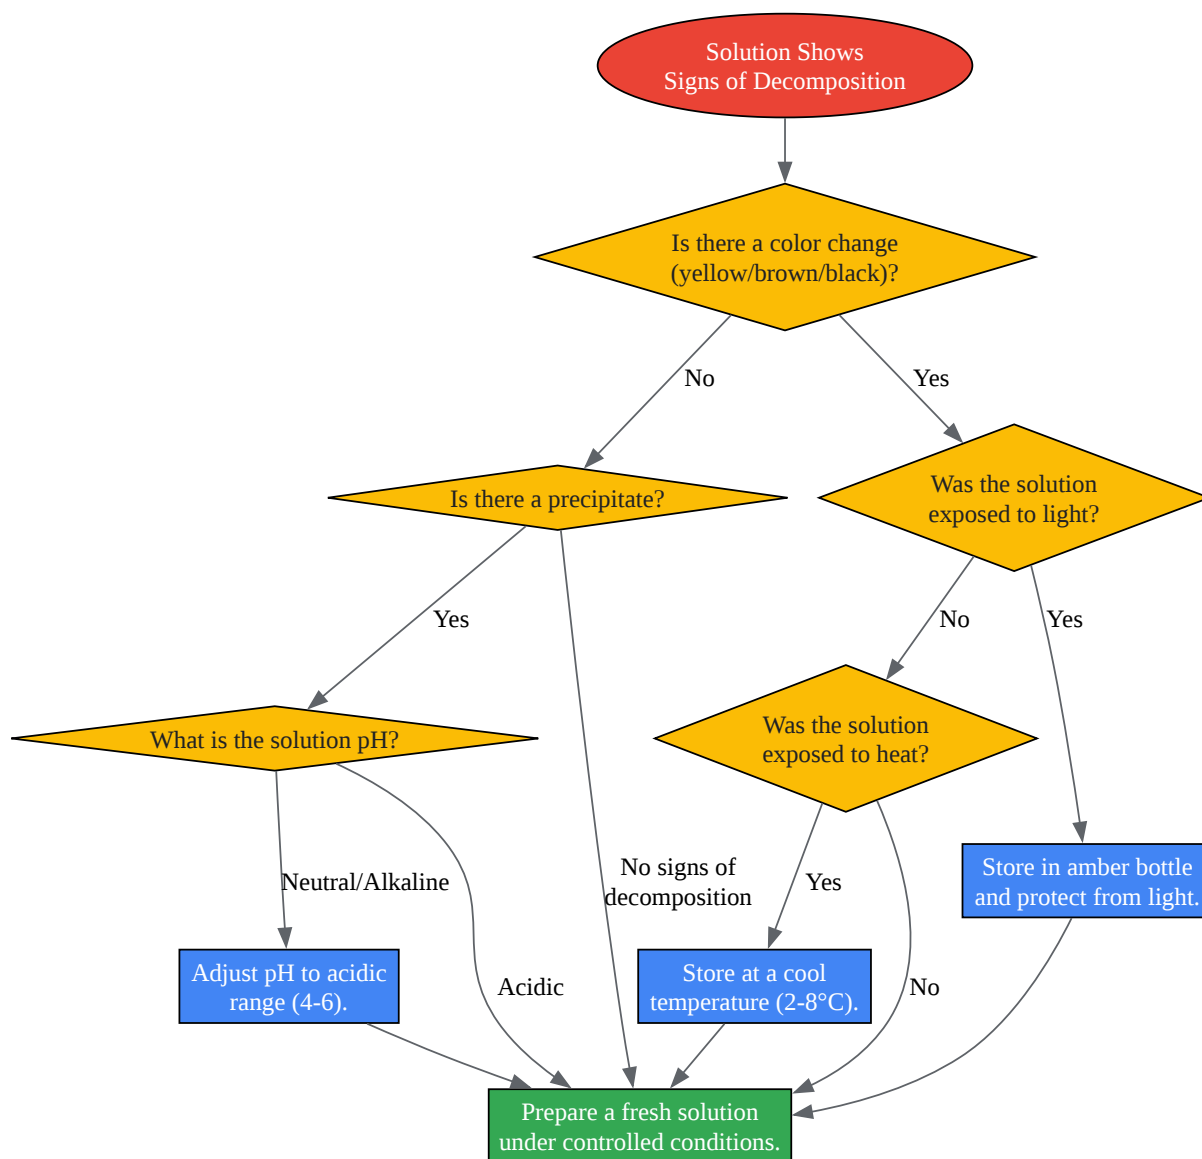 Solution Shows
Signs of Decomposition
Is there a color change
(yellow/brown/black)?
No
Yes
Is there a precipitate?
Was the solution
exposed to light?
Yes
No
Yes
What is the solution pH?
Was the solution
exposed to heat?
Neutral/Alkaline
No signs of
decomposition
Yes
Store in amber bottle
and protect from light.
Adjust pH to acidic
range (4-6).
Acidic
Store at a cool
temperature (2-8°C).
No
Prepare a fresh solution
under controlled conditions.